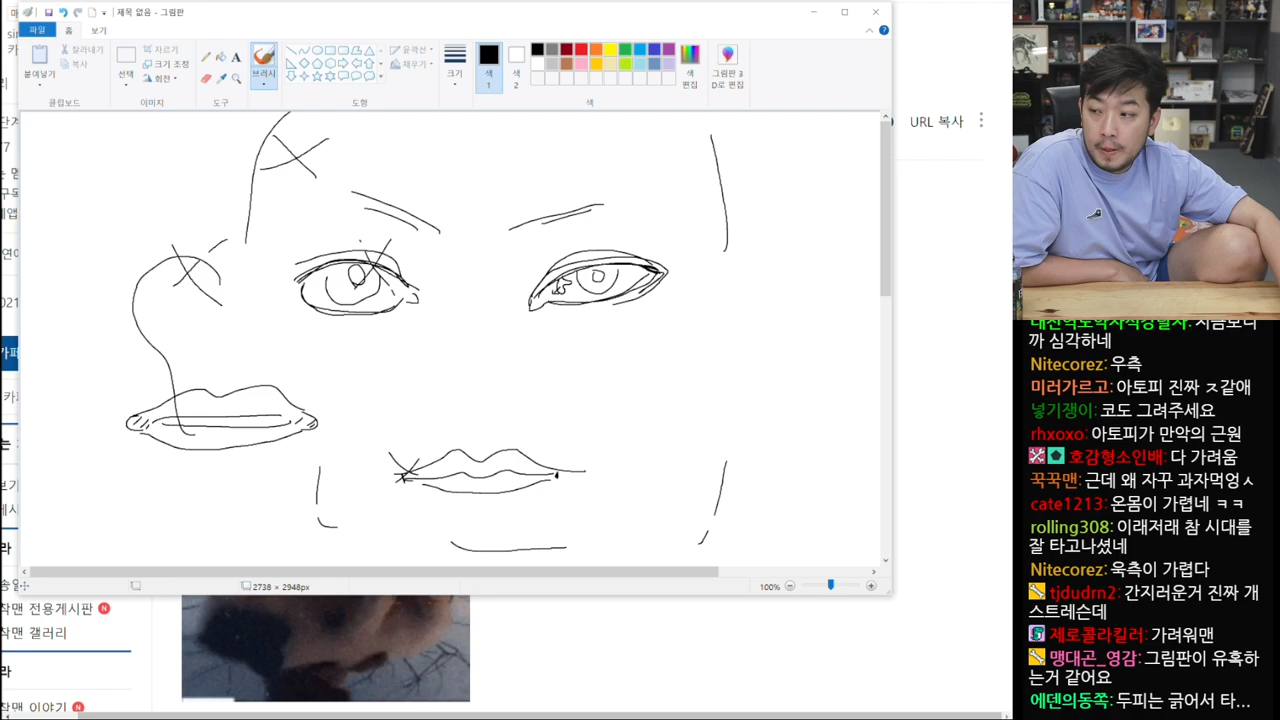 제목 없음 - 그림판
파일
홈
보기
붙여넣기
잘라내기
복사
클립보드
선택
자르기
크기 조정
회전
이미지
도구
브러시
윤곽선
채우기
도형
크기
색
1
색
2
색
편집
그림판 3
D로 편집
색
URL 복사
2738 × 2948px
100%
작맨 전용게시판 N
작맨 갤러리
작맨 이야기 N
까 심각하네
Nitecorez: 우측
미러가르고: 아토피 진짜 ㅈ같애
넣기쟁이: 코도 그려주세요
rhxoxo: 아토피가 만악의 근원
호감형소인배: 다 가려움
꾹꾹맨: 근데 왜 자꾸 과자먹엉ㅅ
cate1213: 온몸이 가렵네 ㅋㅋ
rolling308: 이래저래 참 시대를
잘 타고나셨네
Nitecorez: 욱측이 가렵다
tjdudrn2: 간지러운거 진짜 개
스트레슨데
제로콜라킬러: 가려워맨
맹대곤_영감: 그림판이 유혹하
는거 같어요
에덴의동쪽: 두피는 긁어서 타...